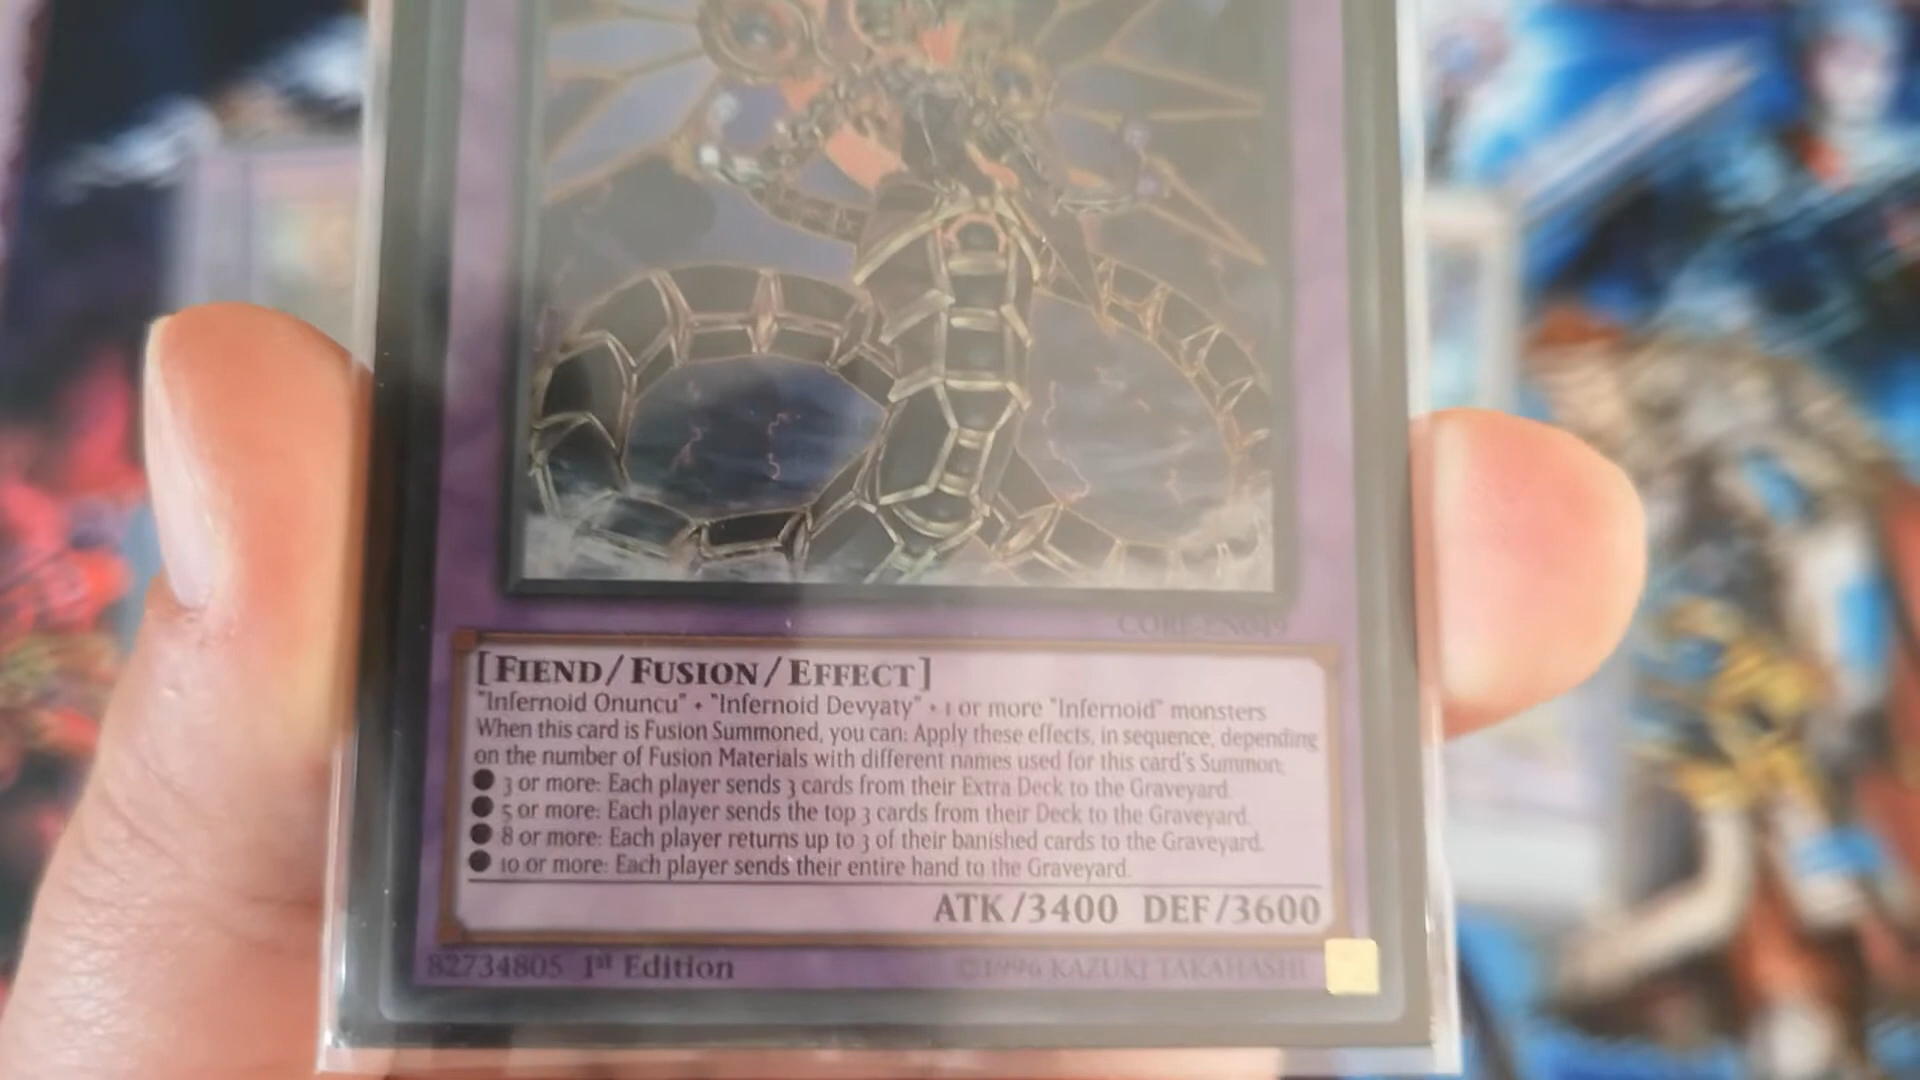 CORE-EN049
[FIEND/FUSION/EFFECT]
"Infernoid Onuncu" + "Infernoid Devyaty" + 1 or more "Infernoid" monsters
When this card is Fusion Summoned, you can: Apply these effects, in sequence, depending
on the number of Fusion Materials with different names used for this card's Summon;
● 3 or more: Each player sends 3 cards from their Extra Deck to the Graveyard.
● 5 or more: Each player sends the top 3 cards from their Deck to the Graveyard.
● 8 or more: Each player returns up to 3 of their banished cards to the Graveyard.
● 10 or more: Each player sends their entire hand to the Graveyard.
ATK/3400 DEF/3600
82734805 1st Edition ©1996 KAZUKI TAKAHASHI